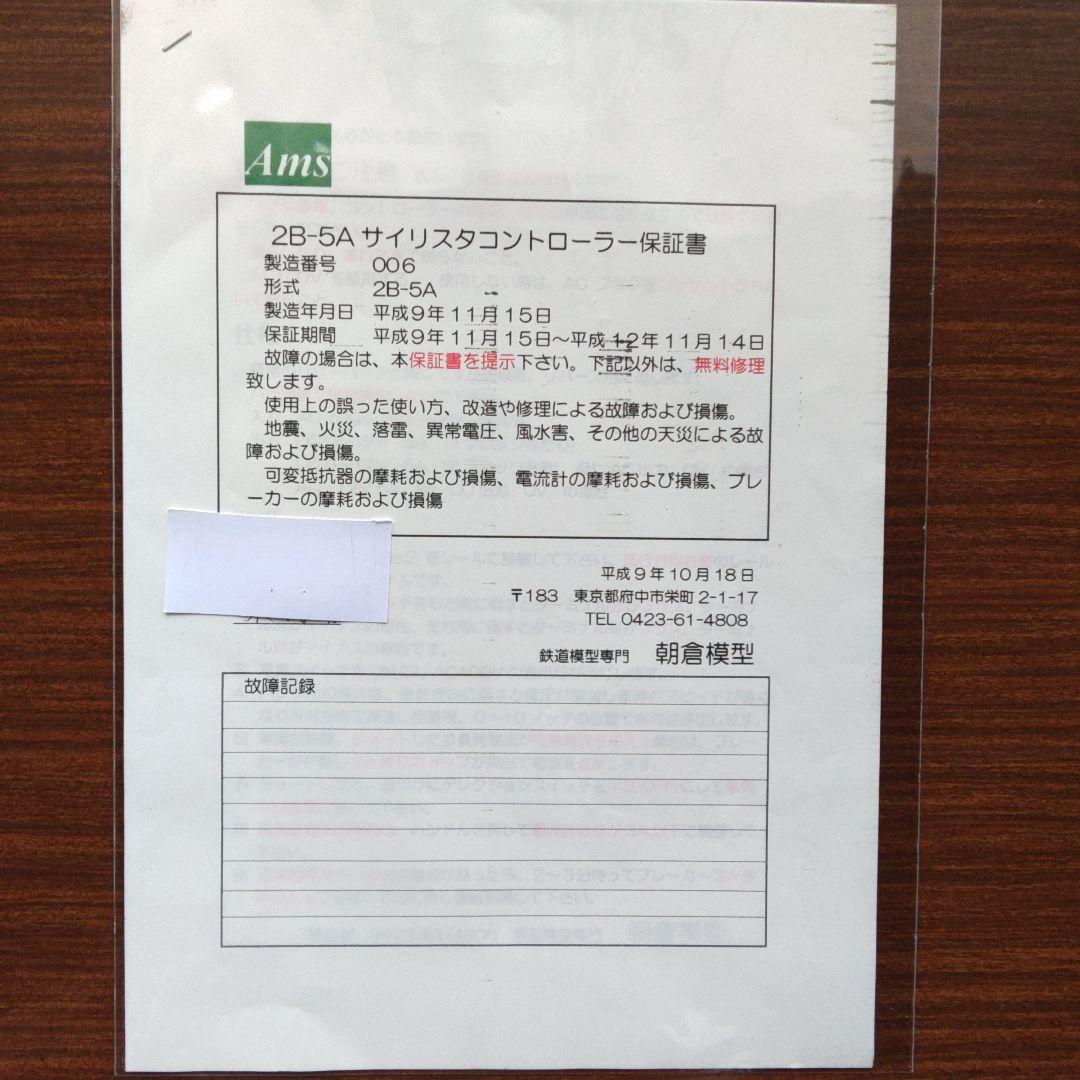 Ams
2B-5A サイリスタコントローラー保証書
製造番号 006
形式 2B-5A
製造年月日 平成9年11月15日
保証期間 平成9年11月15日～平成12年11月14日
故障の場合は、本保証書を提示下さい。下記以外は、無料修理
致します。
使用上の誤った使い方、改造や修理による故障および損傷。
地震、火災、落雷、異常電圧、風水害、その他の天災による故
障および損傷。
可変抵抗器の摩耗および損傷、電流計の摩耗および損傷、ブレ
ーカーの摩耗および損傷
平成9年10月18日
〒183 東京都府中市栄町2-1-17
TEL 0423-61-4808
鉄道模型専門 朝倉模型
故障記録